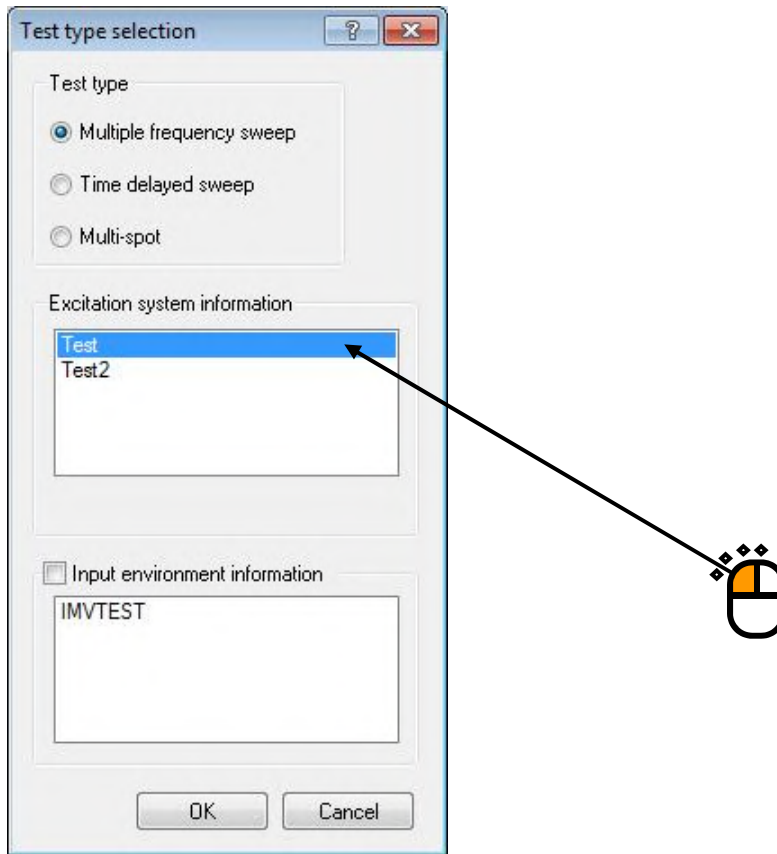 Test type selection
?
Test type
Multiple frequency sweep
Time delayed sweep
Multi-spot
Excitation system information
Test
Test2
Input environment information
IMVTEST
OK Cancel